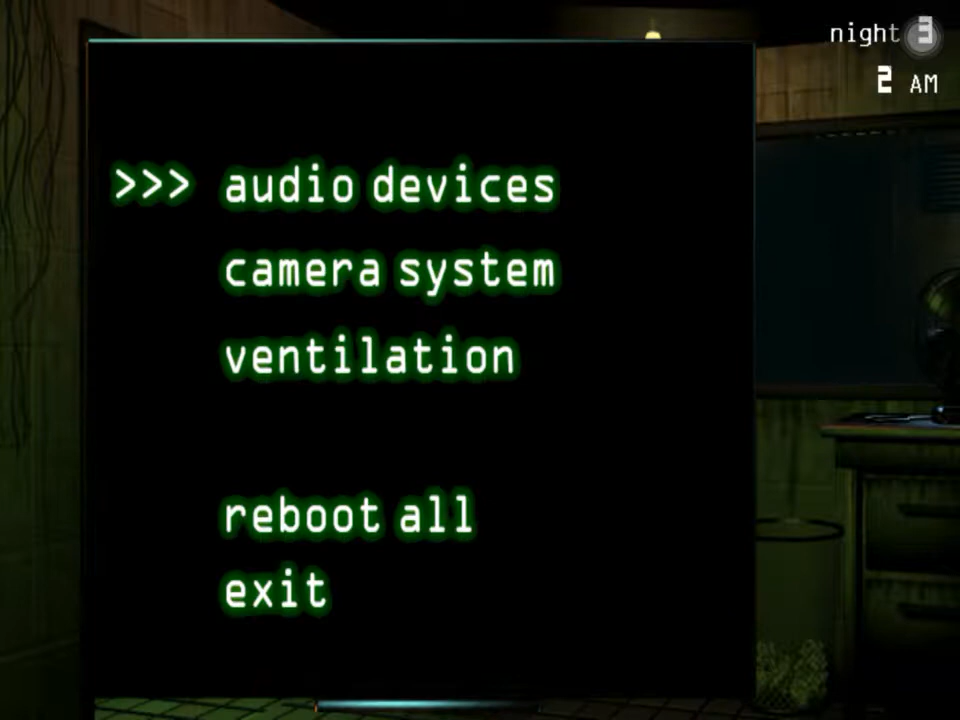 night 3
2 AM
>>> audio devices
camera system
ventilation
reboot all
exit